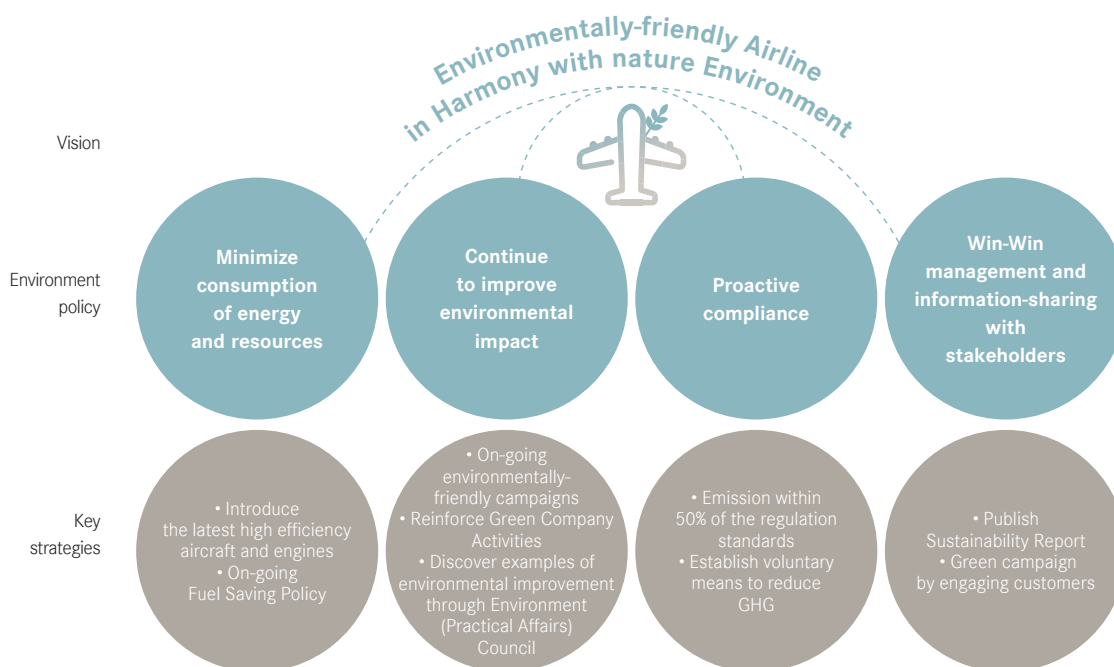 Environmentally-friendly Airline
in Harmony with nature Environment
Vision
Environment
policy
Minimize
consumption
of energy
and resources
Continue
to improve
environmental
impact
Proactive
compliance
Win-Win
management and
information-sharing
with
stakeholders
Key
strategies
• Introduce
the latest high efficiency
aircraft and engines
• On-going
Fuel Saving Policy
• On-going
environmentally-
friendly campaigns
• Reinforce Green Company
Activities
• Discover examples of
environmental improvement
through Environment
(Practical Affairs)
Council
• Emission within
50% of the regulation
standards
• Establish voluntary
means to reduce
GHG
• Publish
Sustainability Report
• Green campaign
by engaging customers